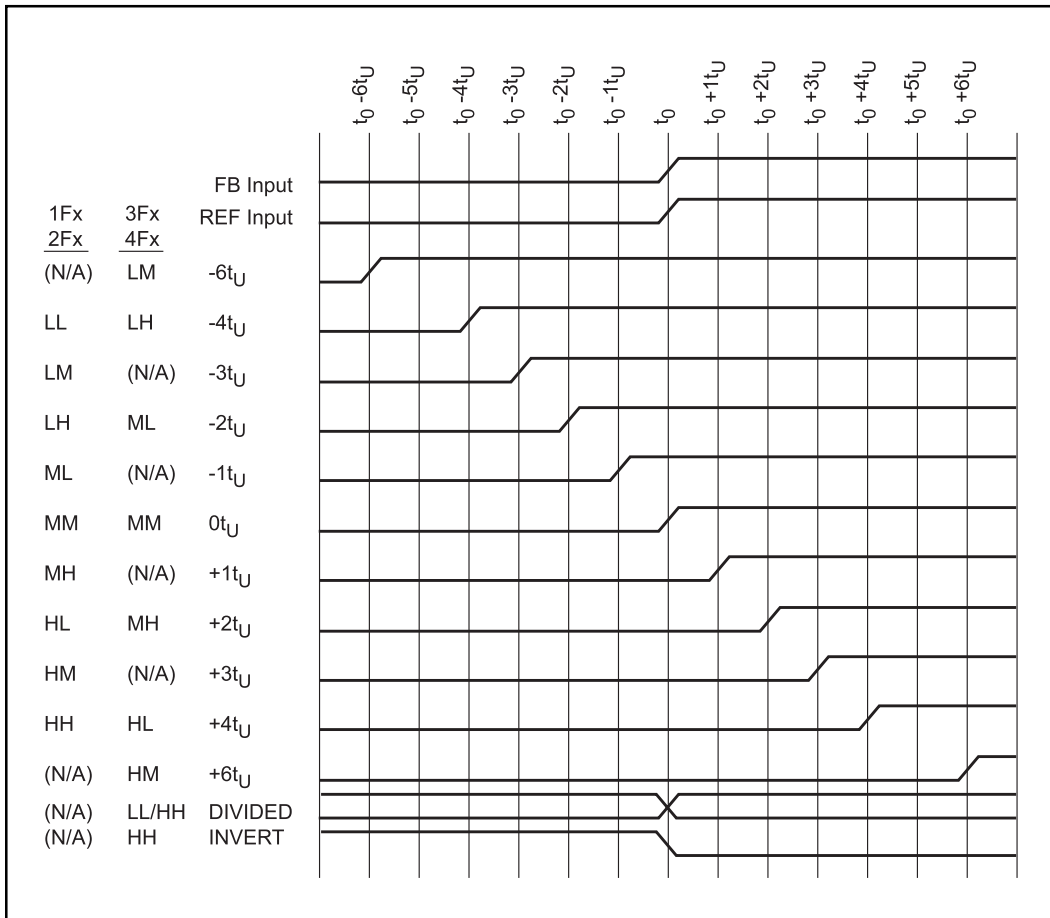 t0 -6tU
t0 -5tU
t0 -4tU
t0 -3tU
t0 -2tU
t0 -1tU
t0
t0 +1tU
t0 +2tU
t0 +3tU
t0 +4tU
t0 +5tU
t0 +6tU
FB Input
1Fx 3Fx REF Input
2Fx 4Fx
(N/A) LM -6tU
LL LH -4tU
LM (N/A) -3tU
LH ML -2tU
ML (N/A) -1tU
MM MM 0tU
MH (N/A) +1tU
HL MH +2tU
HM (N/A) +3tU
HH HL +4tU
(N/A) HM +6tU
(N/A) LL/HH DIVIDED
(N/A) HH INVERT